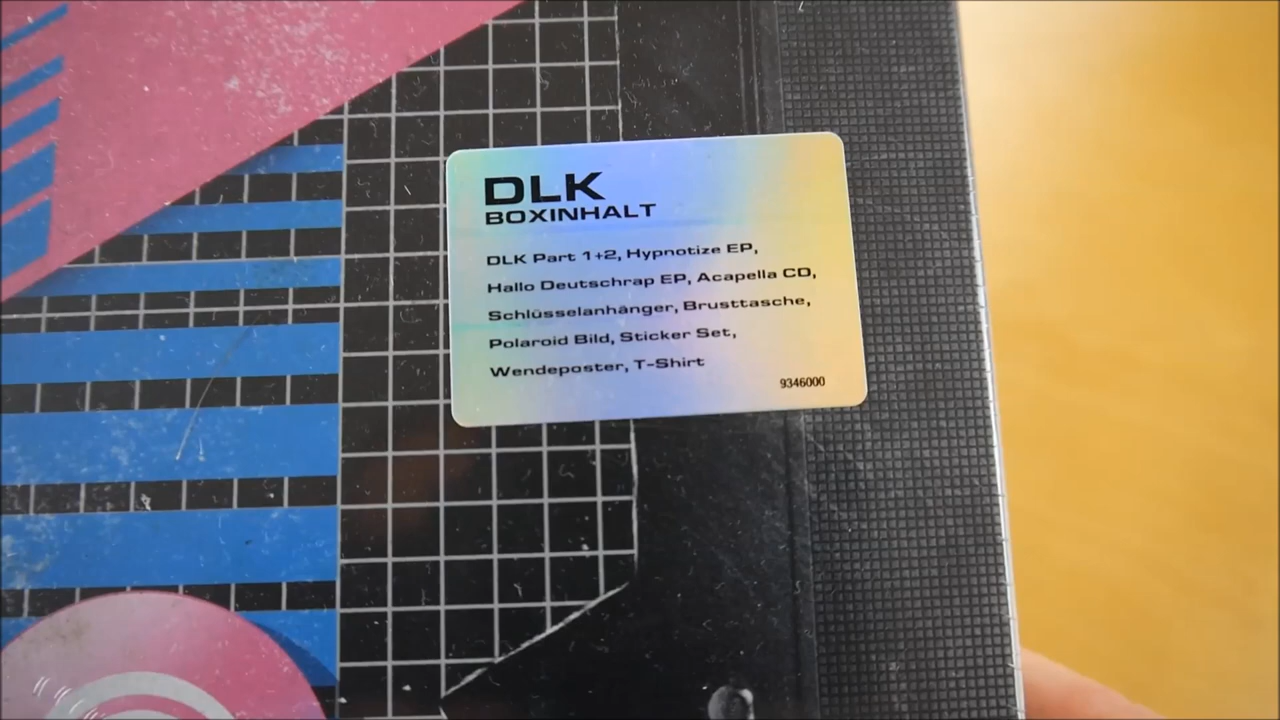 DLK
BOXINHALT
DLK Part 1+2, Hypnotize EP,
Hallo Deutschrap EP, Acapella CD,
Schlüsselanhänger, Brusttasche,
Polaroid Bild, Sticker Set,
Wendeposter, T-Shirt
9346000